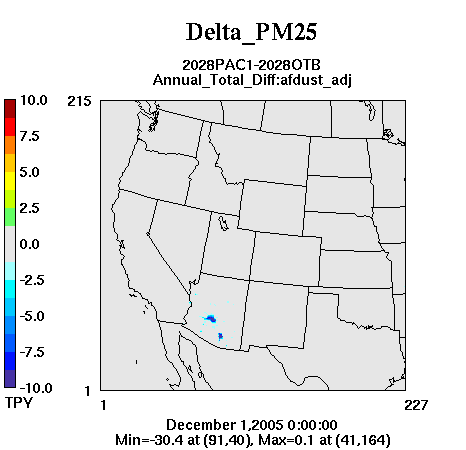 Delta_PM25
2028PAC1-2028OTB
Annual_Total_Diff:afdust_adj
215
10.0
7.5
5.0
2.5
0.0
-2.5
-5.0
-7.5
-10.0
TPY
1
1
227
December 1,2005 0:00:00
Min=-30.4 at (91,40), Max=0.1 at (41,164)